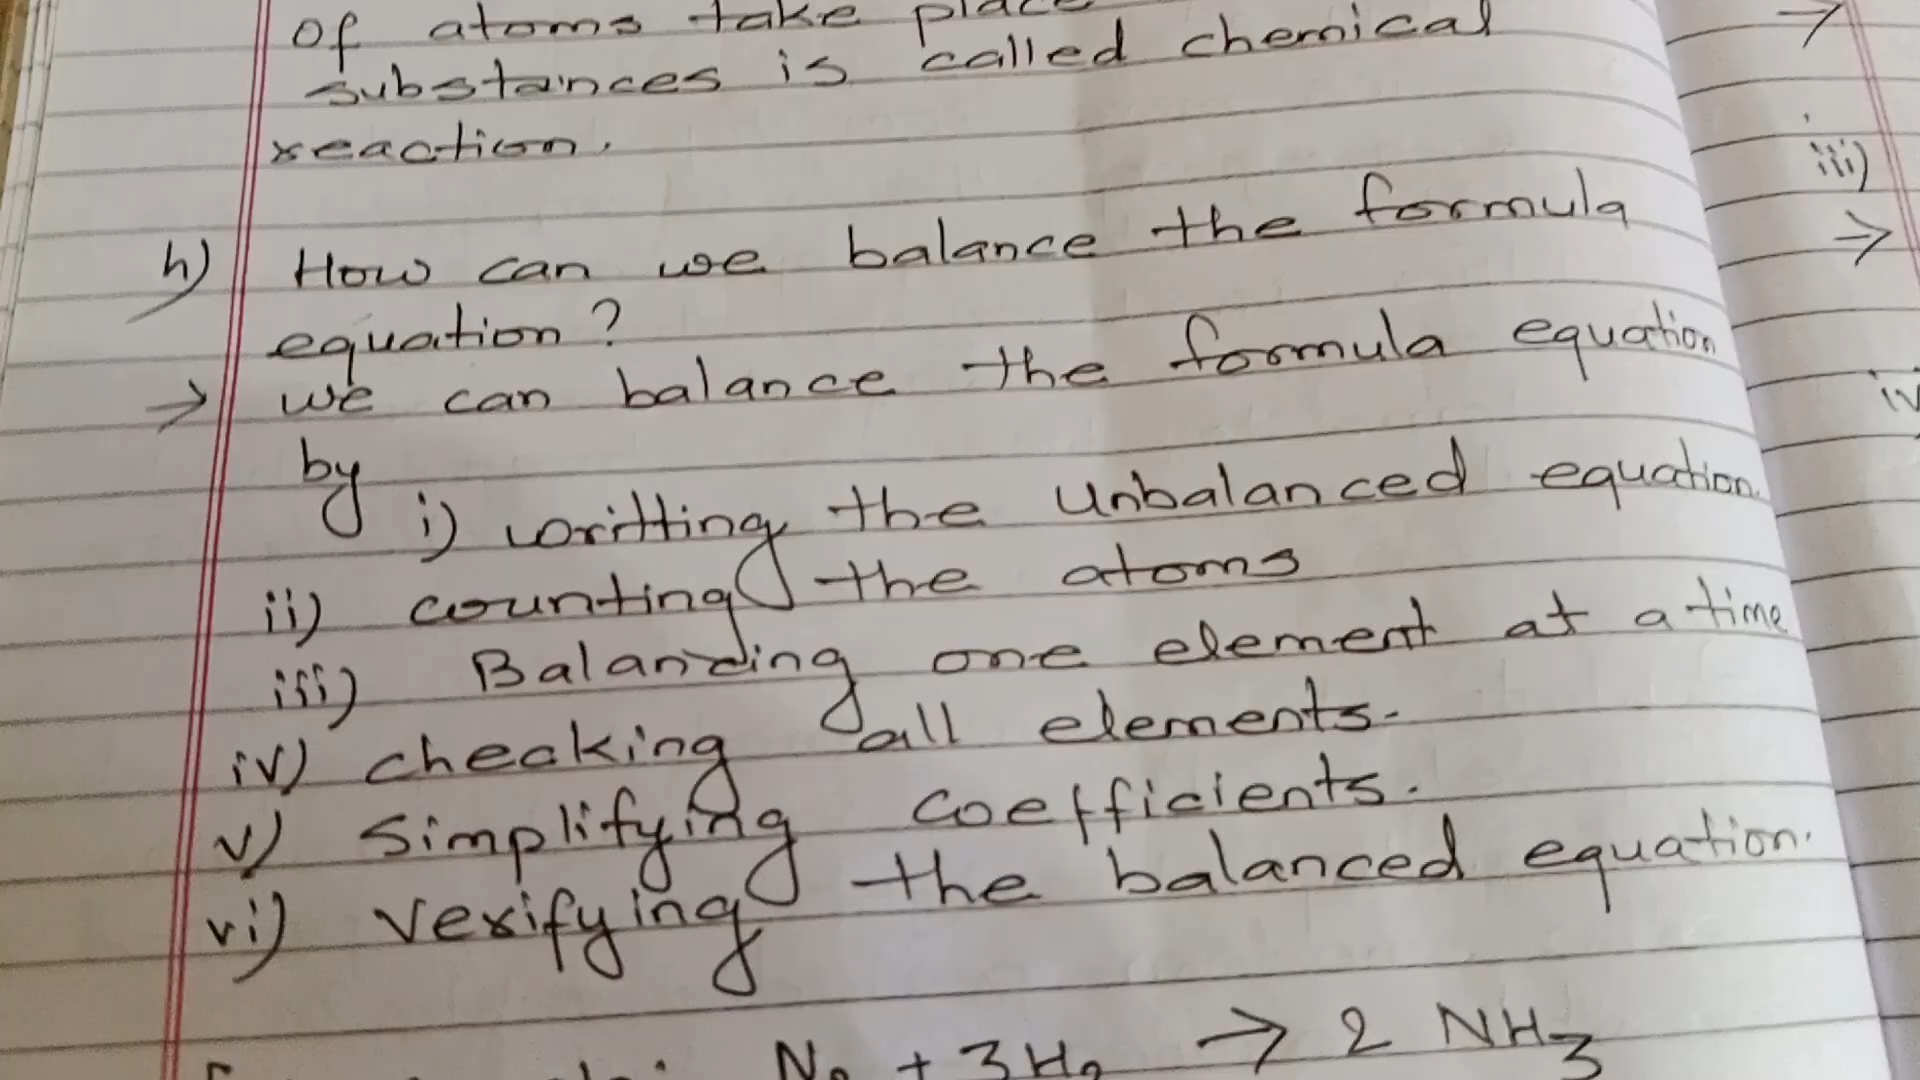 of atoms take place
substances is called chemical
reaction.
h) How can we balance the formula
equation?
→ we can balance the formula equation
by
i) writting the unbalanced equation.
ii) counting the atoms
iii) Balancing one element at a time
iv) checking all elements.
v) Simplifying coefficients.
vi) Verifying the balanced equation.
N2 + 3H2 → 2 NH3
→
iii)
→
iv